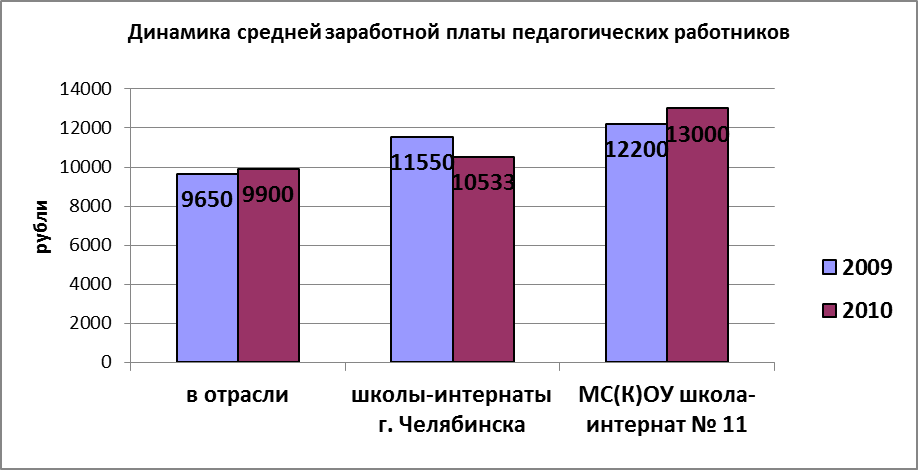 Динамика средней заработной платы педагогических работников
14000
12000
10000
8000
6000
4000
2000
0
рубли
9650
9900
11550
10533
12200
13000
2009
2010
в отрасли
школы-интернаты
г. Челябинска
МС(К)ОУ школа-
интернат № 11